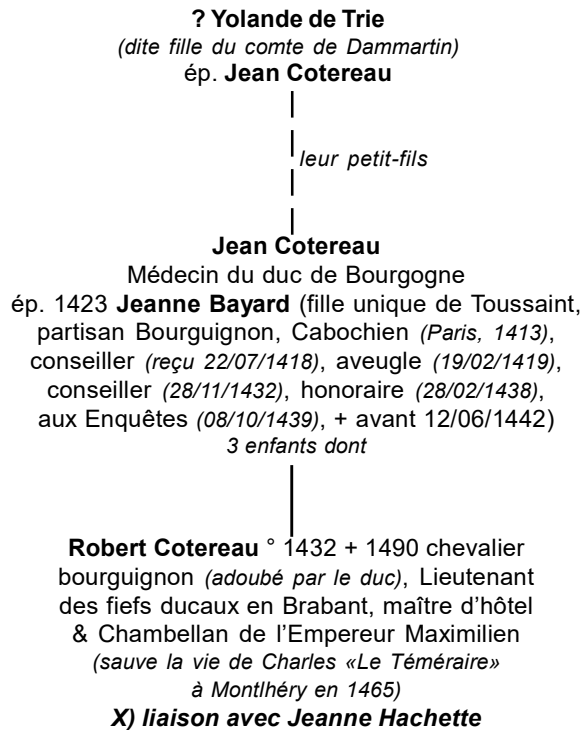 ? Yolande de Trie
(dite fille du comte de Dammartin)
ép. Jean Cotereau
leur petit-fils
Jean Cotereau
Médecin du duc de Bourgogne
ép. 1423 Jeanne Bayard (fille unique de Toussaint,
partisan Bourguignon, Cabochien (Paris, 1413),
conseiller (reçu 22/07/1418), aveugle (19/02/1419),
conseiller (28/11/1432), honoraire (28/02/1438),
aux Enquêtes (08/10/1439), + avant 12/06/1442)
3 enfants dont
Robert Cotereau ° 1432 + 1490 chevalier
bourguignon (adoubé par le duc), Lieutenant
des fiefs ducaux en Brabant, maître d'hôtel
& Chambellan de l'Empereur Maximilien
(sauve la vie de Charles «Le Téméraire»
à Montlhéry en 1465)
X) liaison avec Jeanne Hachette